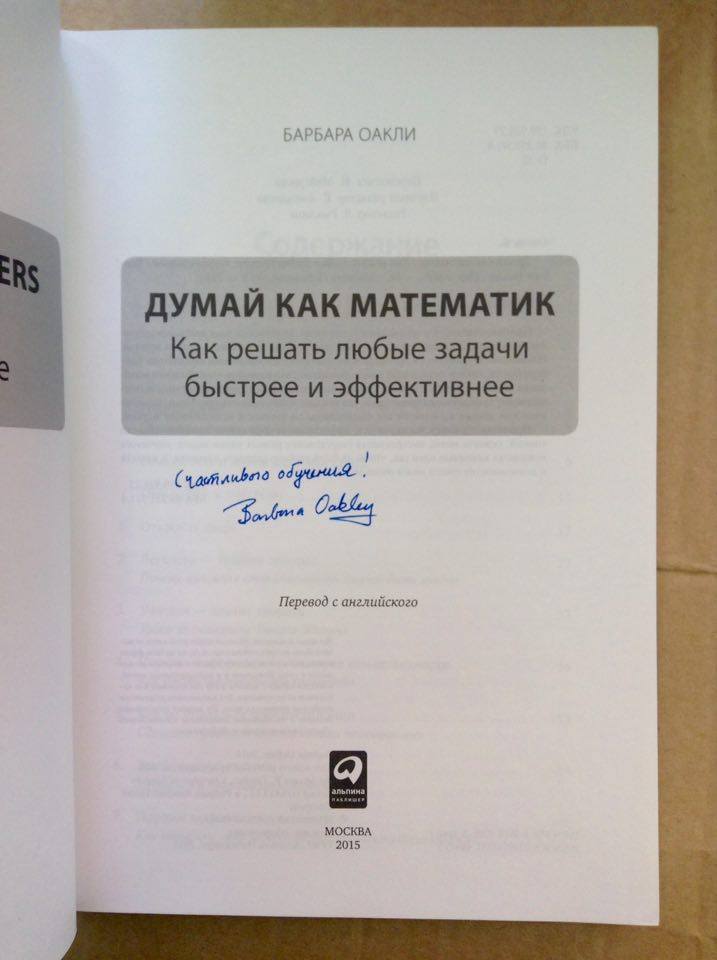 ERS
е
БАРБАРА ОАКЛИ
Содержание
ДУМАЙ КАК МАТЕМАТИК
Как решать любые задачи
быстрее и эффективнее
Счастливого обучения!
Barbara Oakley
Перевод с английского
альпина
ПАБЛИШЕР
МОСКВА
2015